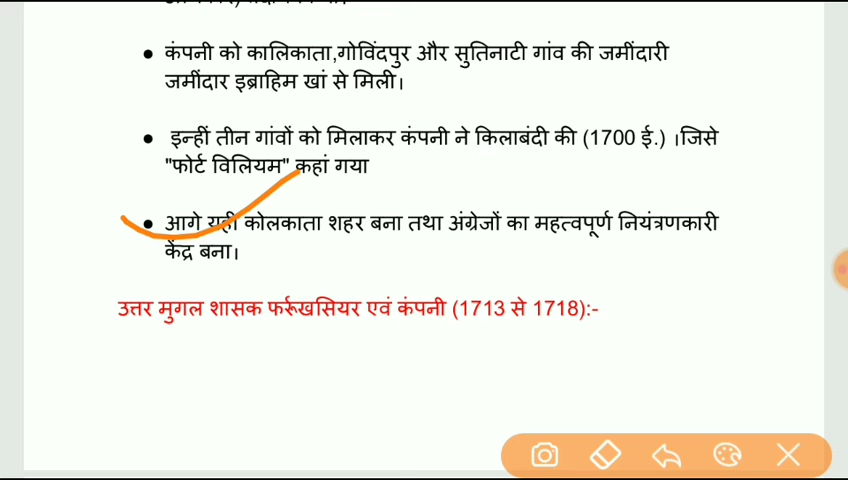 ● कंपनी को कालिकाता,गोविंदपुर और सुतिनाटी गांव की जमींदारी
जमींदार इब्राहिम खां से मिली।
● इन्हीं तीन गांवों को मिलाकर कंपनी ने किलाबंदी की (1700 ई.) ।जिसे
"फोर्ट विलियम" कहां गया
● आगे यही कोलकाता शहर बना तथा अंग्रेजों का महत्वपूर्ण नियंत्रणकारी
केंद्र बना।
उत्तर मुगल शासक फर्रूखसियर एवं कंपनी (1713 से 1718):-